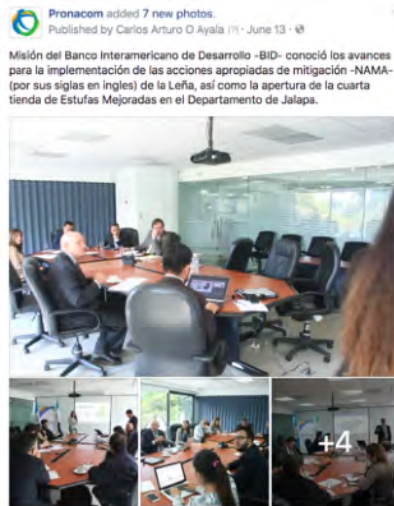 Pronacom added 7 new photos.
Published by Carlos Arturo O Ayala [?] · June 13 ·
Misión del Banco Interamericano de Desarrollo -BID- conoció los avances
para la implementación de las acciones apropiadas de mitigación -NAMA-
(por sus siglas en ingles) de la Leña, así como la apertura de la cuarta
tienda de Estufas Mejoradas en el Departamento de Jalapa.
+4